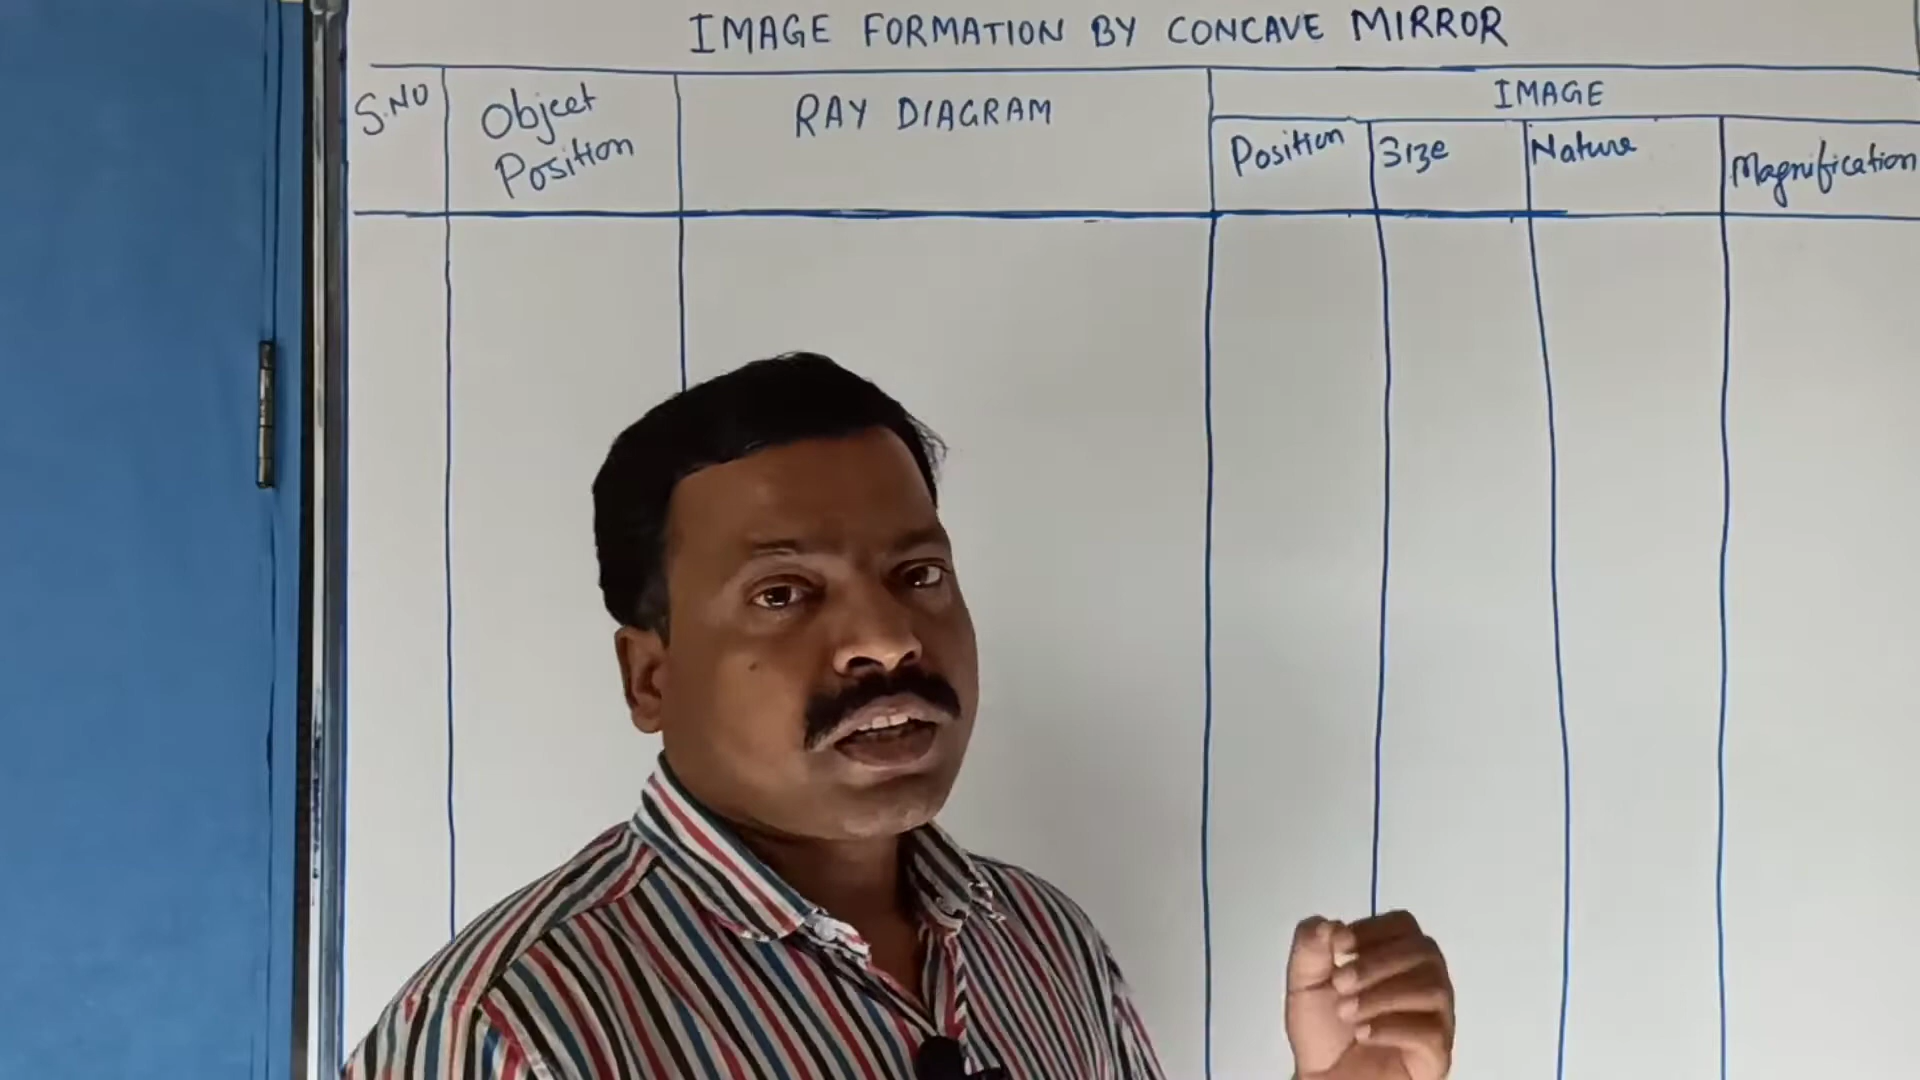 IMAGE FORMATION BY CONCAVE MIRROR
S.NO
Object
Position
RAY DIAGRAM
IMAGE
Position
Size
Nature
Magnification